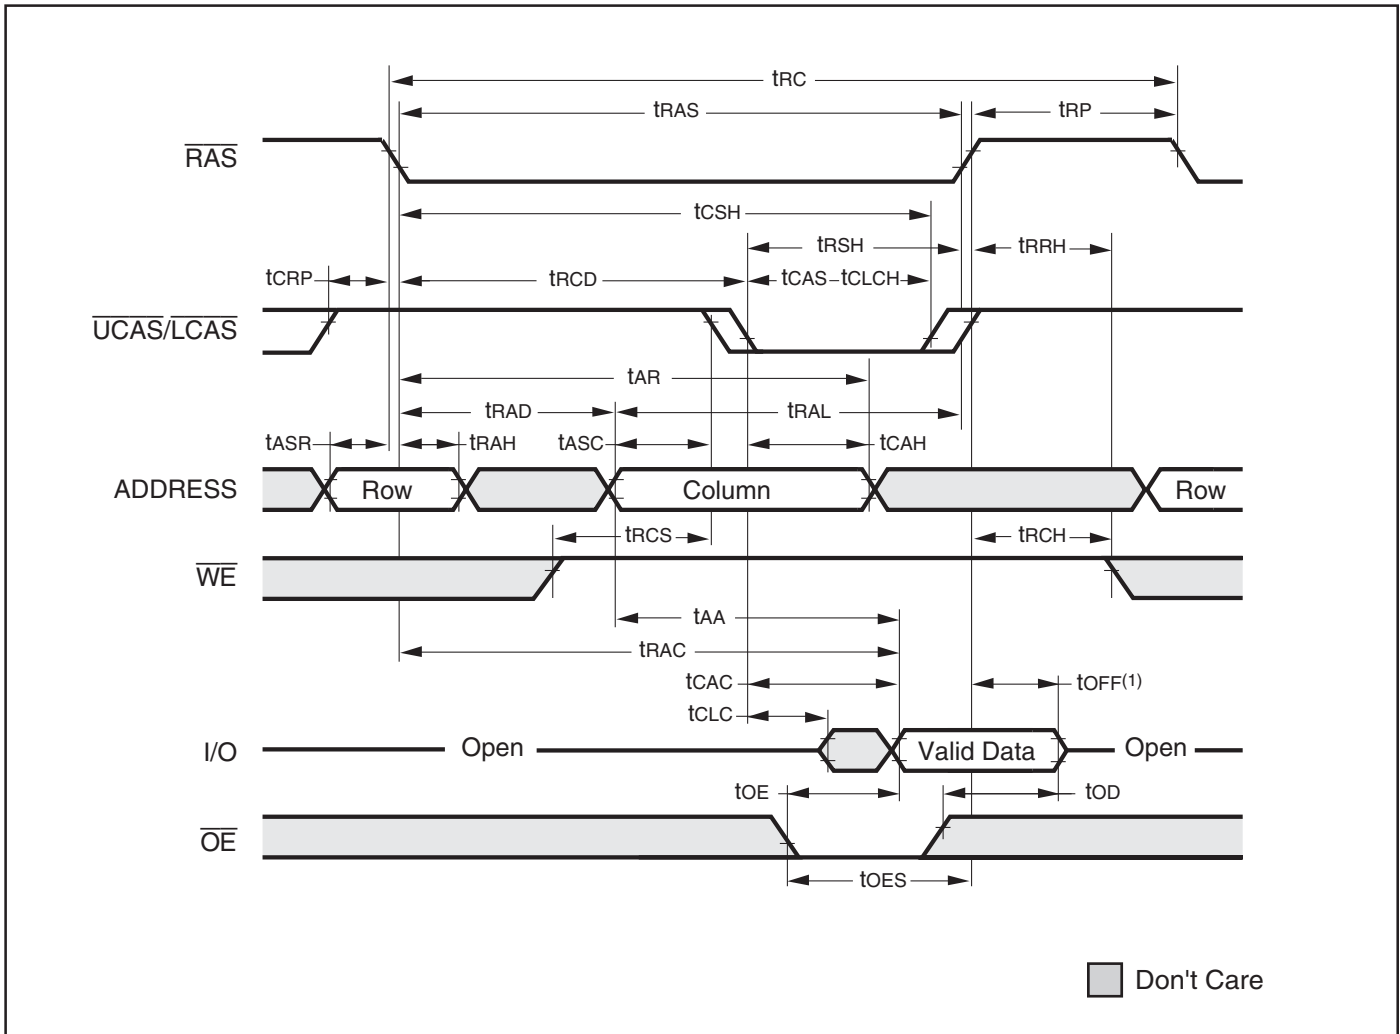 tRC
tRAS tRP
RAS
tCSH
tRSH tRRH
tCRP tRCD tCAS tCLCH
UCAS/LCAS
tAR
tRAD tRAL
tASR tRAH tASC tCAH
ADDRESS Row Column Row
tRCS tRCH
WE
tAA
tRAC
tCAC tOFF(1)
tCLC
I/O Open Valid Data Open
tOE tOD
OE
tOES
Don't Care